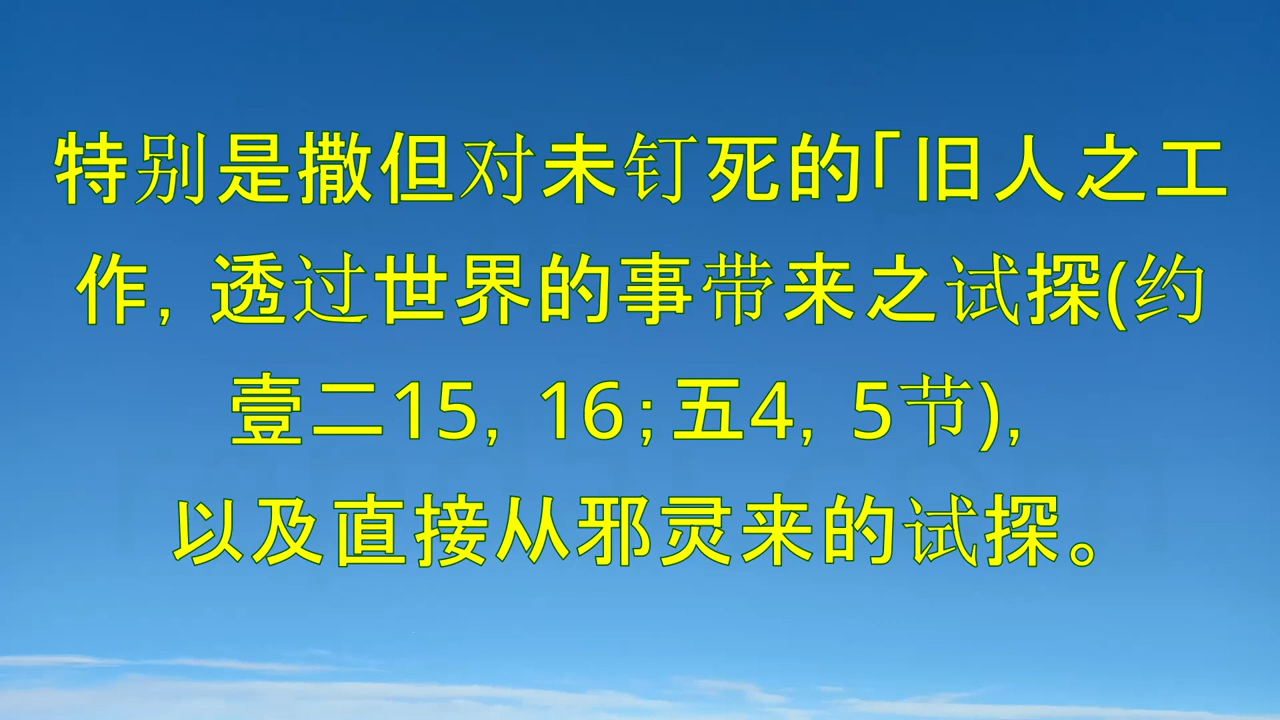 特别是撒但对未钉死的「旧人之工
作, 透过世界的事带来之试探(约
壹二15, 16;五4, 5节),
以及直接从邪灵来的试探。